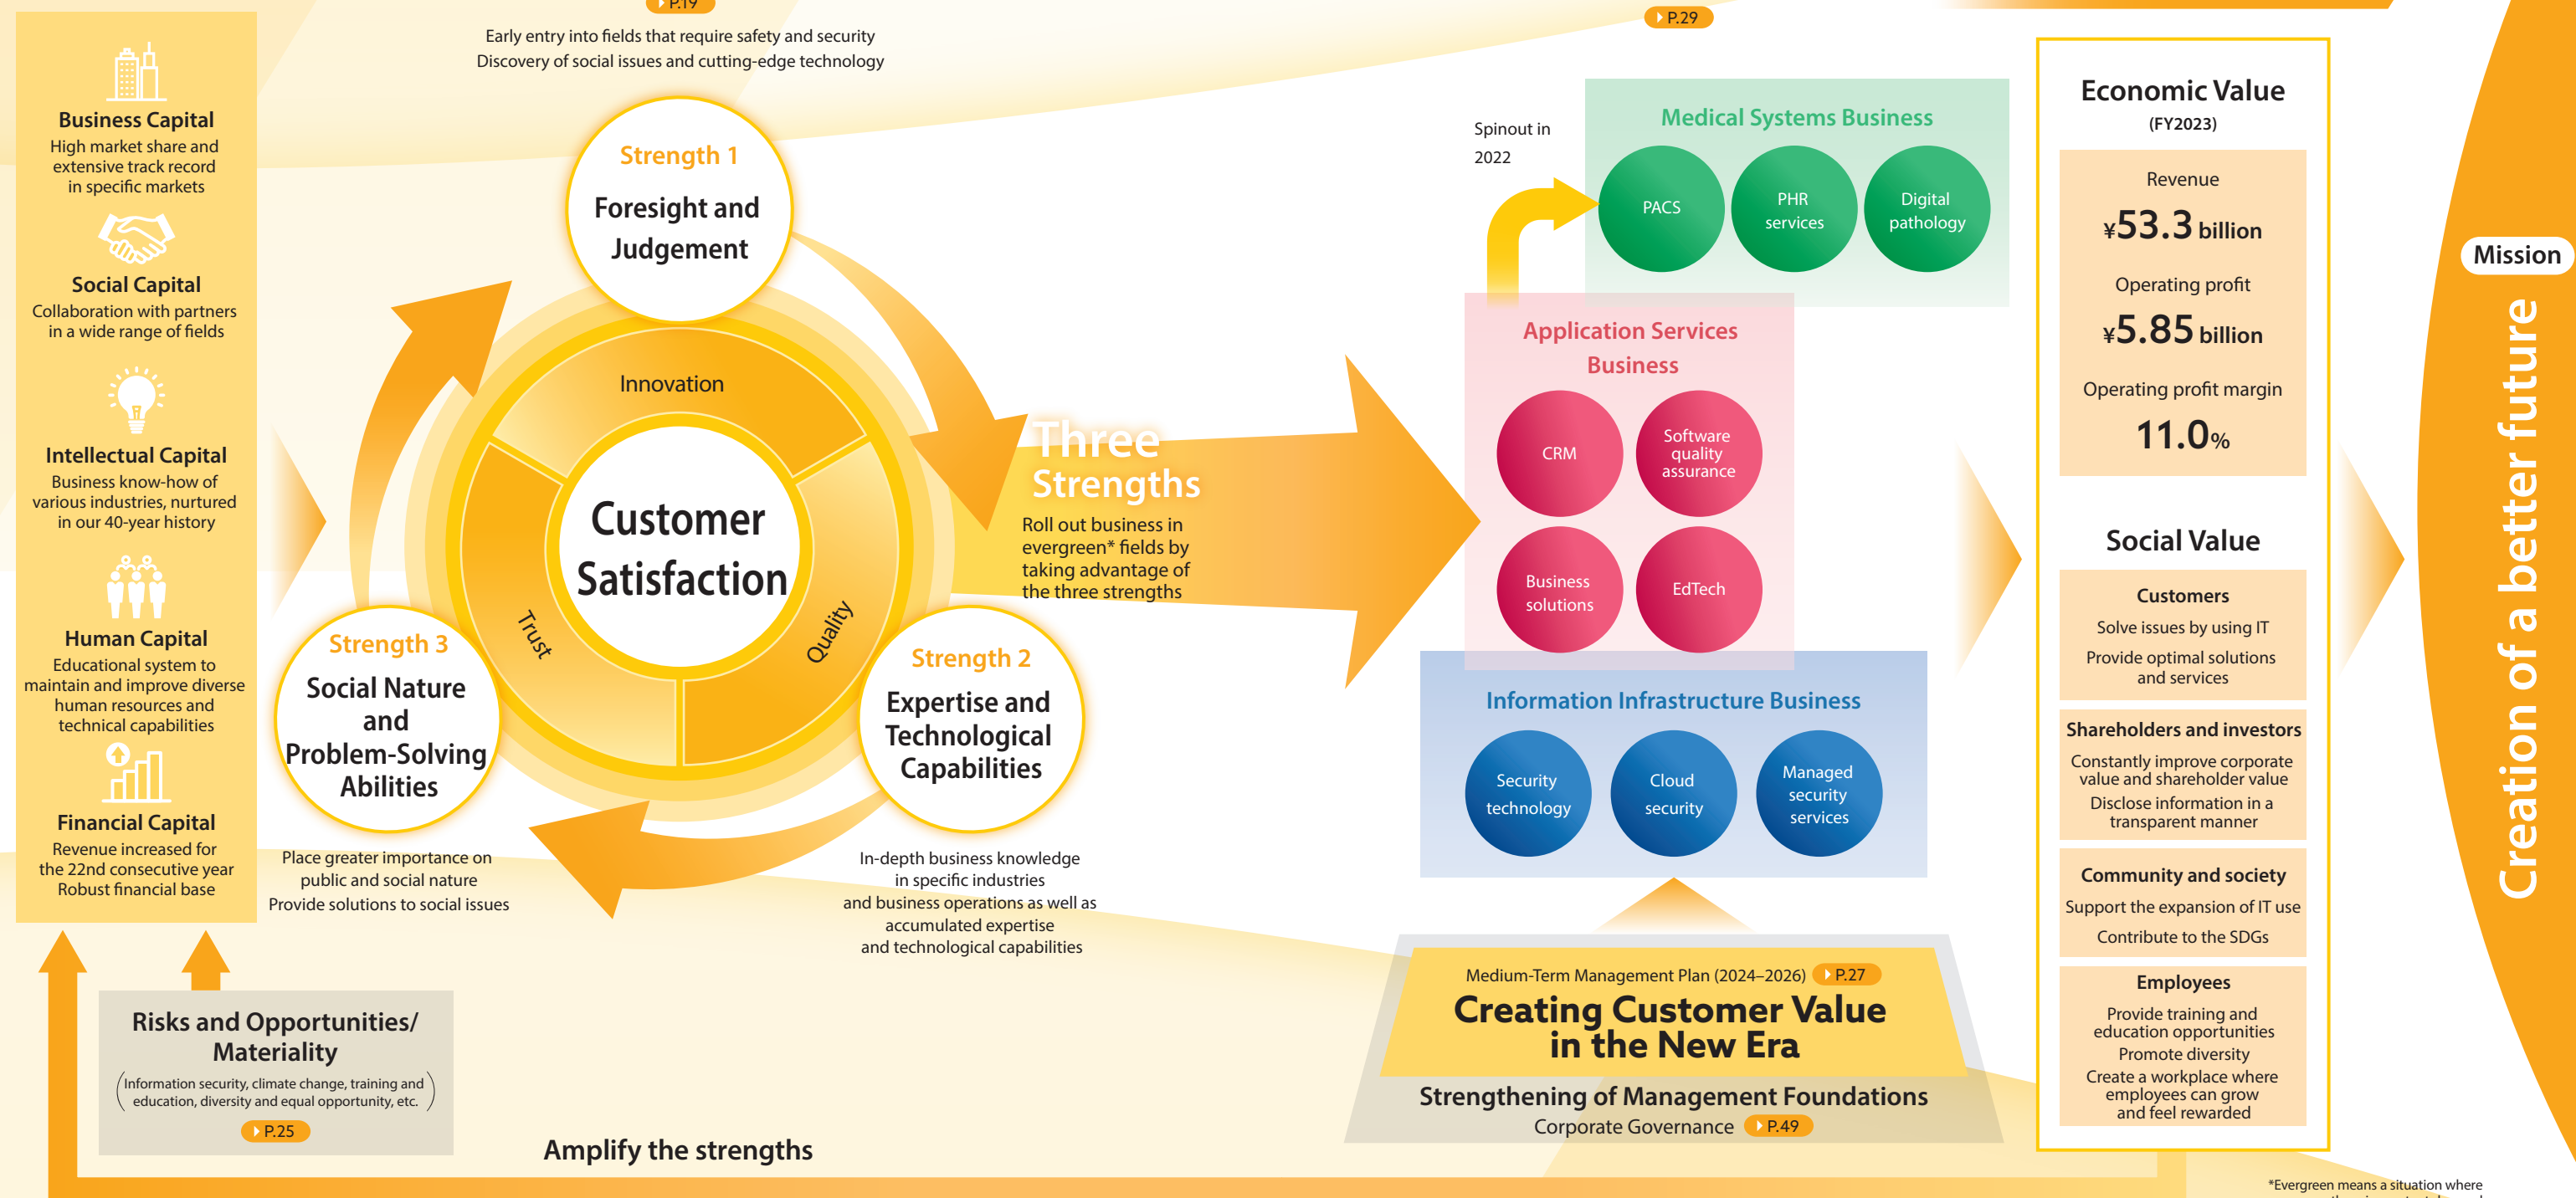 Business Capital
High market share and
extensive track record
in specific markets
Social Capital
Collaboration with partners
in a wide range of fields
Intellectual Capital
Business know-how of
various industries, nurtured
in our 40-year history
Human Capital
Educational system to
maintain and improve diverse
human resources and
technical capabilities
Financial Capital
Revenue increased for
the 22nd consecutive year
Robust financial base
Risks and Opportunities/
Materiality
(Information security, climate change, training and
education, diversity and equal opportunity, etc.)
P.25
P.19
Early entry into fields that require safety and security
Discovery of social issues and cutting-edge technology
Strength 1
Foresight and
Judgement
Innovation
Trust
Quality
Customer
Satisfaction
Strength 3
Social Nature
and
Problem-Solving
Abilities
Place greater importance on
public and social nature
Provide solutions to social issues
Strength 2
Expertise and
Technological
Capabilities
In-depth business knowledge
in specific industries
and business operations as well as
accumulated expertise
and technological capabilities
Three
Strengths
Roll out business in
evergreen* fields by
taking advantage of
the three strengths
Amplify the strengths
P.29
Spinout in
2022
Medical Systems Business
PACS
PHR
services
Digital
pathology
Application Services
Business
CRM
Software
quality
assurance
Business
solutions
EdTech
Information Infrastructure Business
Security
technology
Cloud
security
Managed
security
services
Medium-Term Management Plan (2024–2026) P.27
Creating Customer Value
in the New Era
Strengthening of Management Foundations
Corporate Governance P.49
Economic Value
(FY2023)
Revenue
¥53.3 billion
Operating profit
¥5.85 billion
Operating profit margin
11.0%
Social Value
Customers
Solve issues by using IT
Provide optimal solutions
and services
Shareholders and investors
Constantly improve corporate
value and shareholder value
Disclose information in a
transparent manner
Community and society
Support the expansion of IT use
Contribute to the SDGs
Employees
Provide training and
education opportunities
Promote diversity
Create a workplace where
employees can grow
and feel rewarded
Mission
Creation of a better future
*Evergreen means a situation where